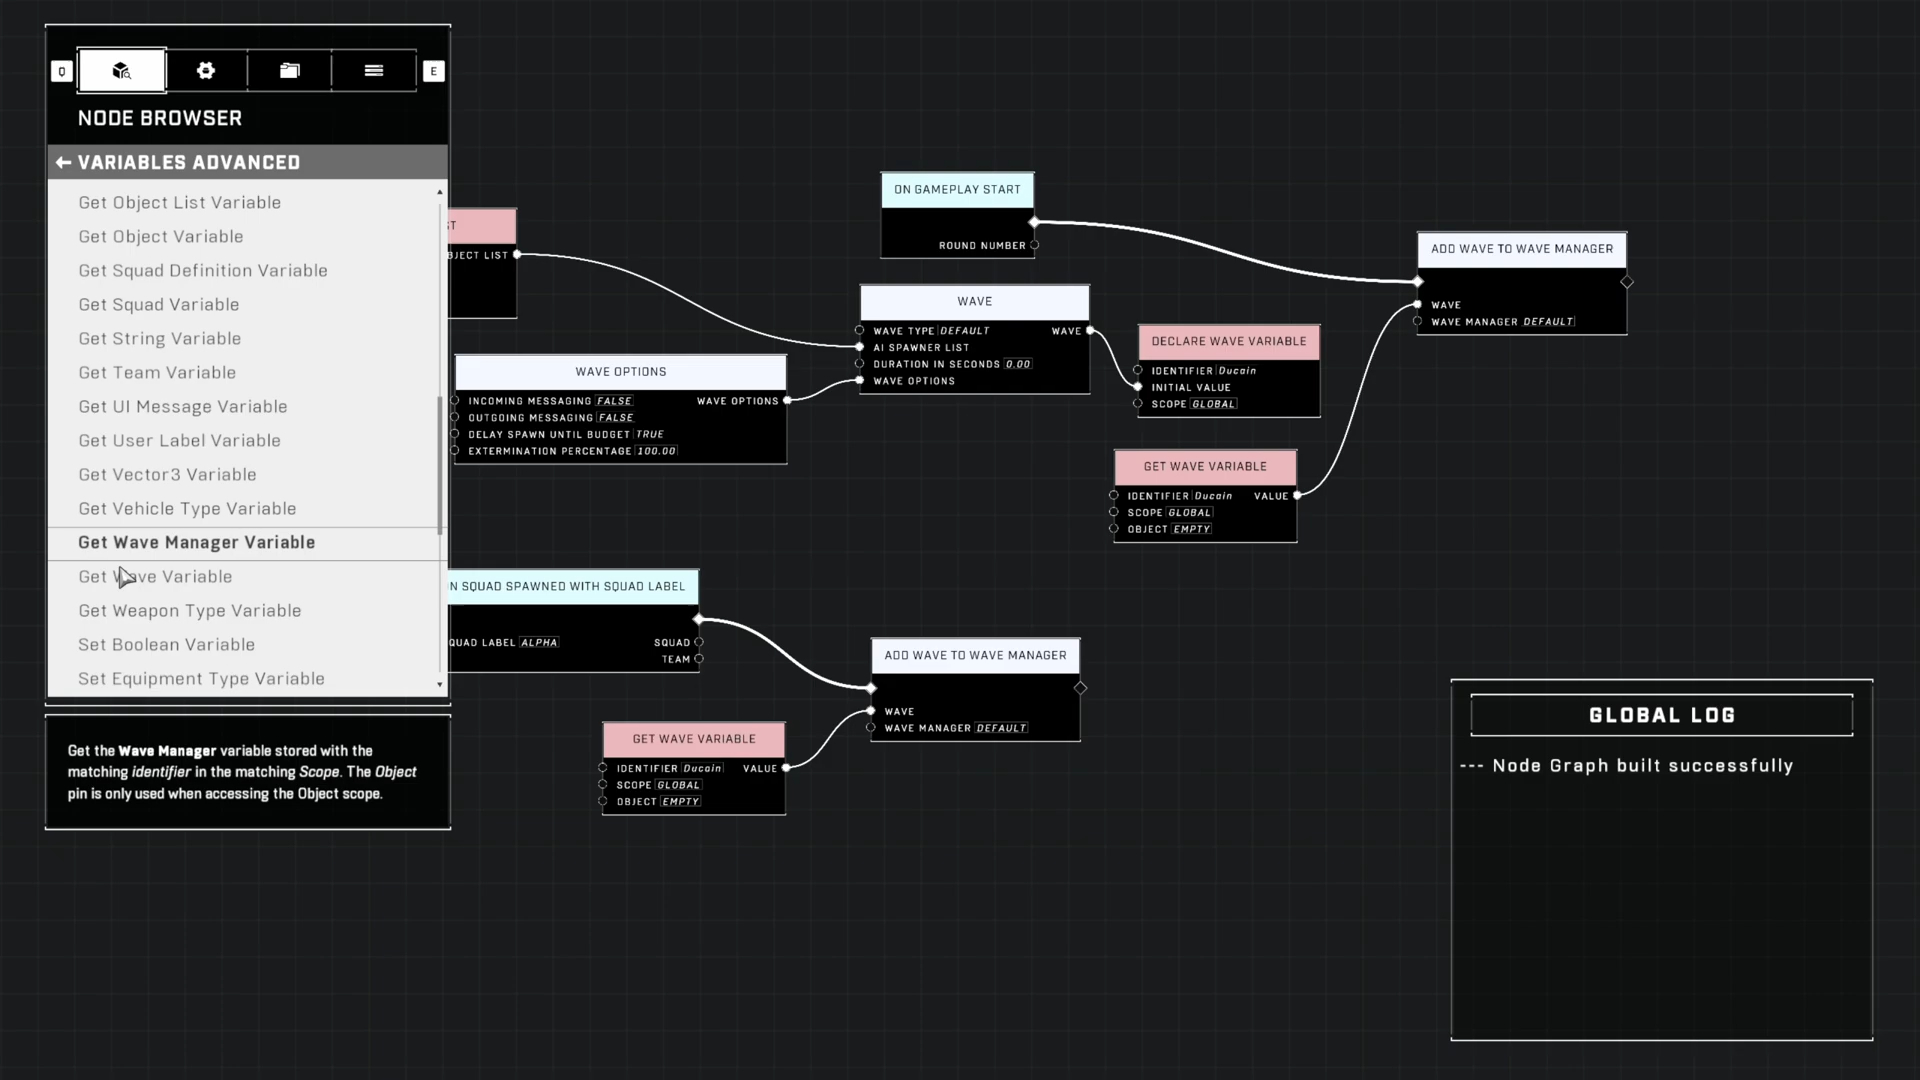 Q
E
NODE BROWSER
VARIABLES ADVANCED
Get Object List Variable
Get Object Variable
Get Squad Definition Variable
Get Squad Variable
Get String Variable
Get Team Variable
Get UI Message Variable
Get User Label Variable
Get Vector3 Variable
Get Vehicle Type Variable
Get Wave Manager Variable
Get Wave Variable
Get Weapon Type Variable
Set Boolean Variable
Set Equipment Type Variable
Get the Wave Manager variable stored with the
matching identifier in the matching Scope. The Object
pin is only used when accessing the Object scope.
ST
BJECT LIST
WAVE OPTIONS
INCOMING MESSAGING FALSE
WAVE OPTIONS
OUTGOING MESSAGING FALSE
DELAY SPAWN UNTIL BUDGET TRUE
EXTERMINATION PERCENTAGE 100.00
ON GAMEPLAY START
ROUND NUMBER
WAVE
WAVE TYPE DEFAULT
WAVE
AI SPAWNER LIST
DURATION IN SECONDS 0.00
WAVE OPTIONS
DECLARE WAVE VARIABLE
IDENTIFIER Ducain
INITIAL VALUE
SCOPE GLOBAL
GET WAVE VARIABLE
IDENTIFIER Ducain
VALUE
SCOPE GLOBAL
OBJECT EMPTY
ADD WAVE TO WAVE MANAGER
WAVE
WAVE MANAGER DEFAULT
N SQUAD SPAWNED WITH SQUAD LABEL
QUAD LABEL ALPHA
SQUAD
TEAM
ADD WAVE TO WAVE MANAGER
WAVE
WAVE MANAGER DEFAULT
GET WAVE VARIABLE
IDENTIFIER Ducain
VALUE
SCOPE GLOBAL
OBJECT EMPTY
GLOBAL LOG
--- Node Graph built successfully